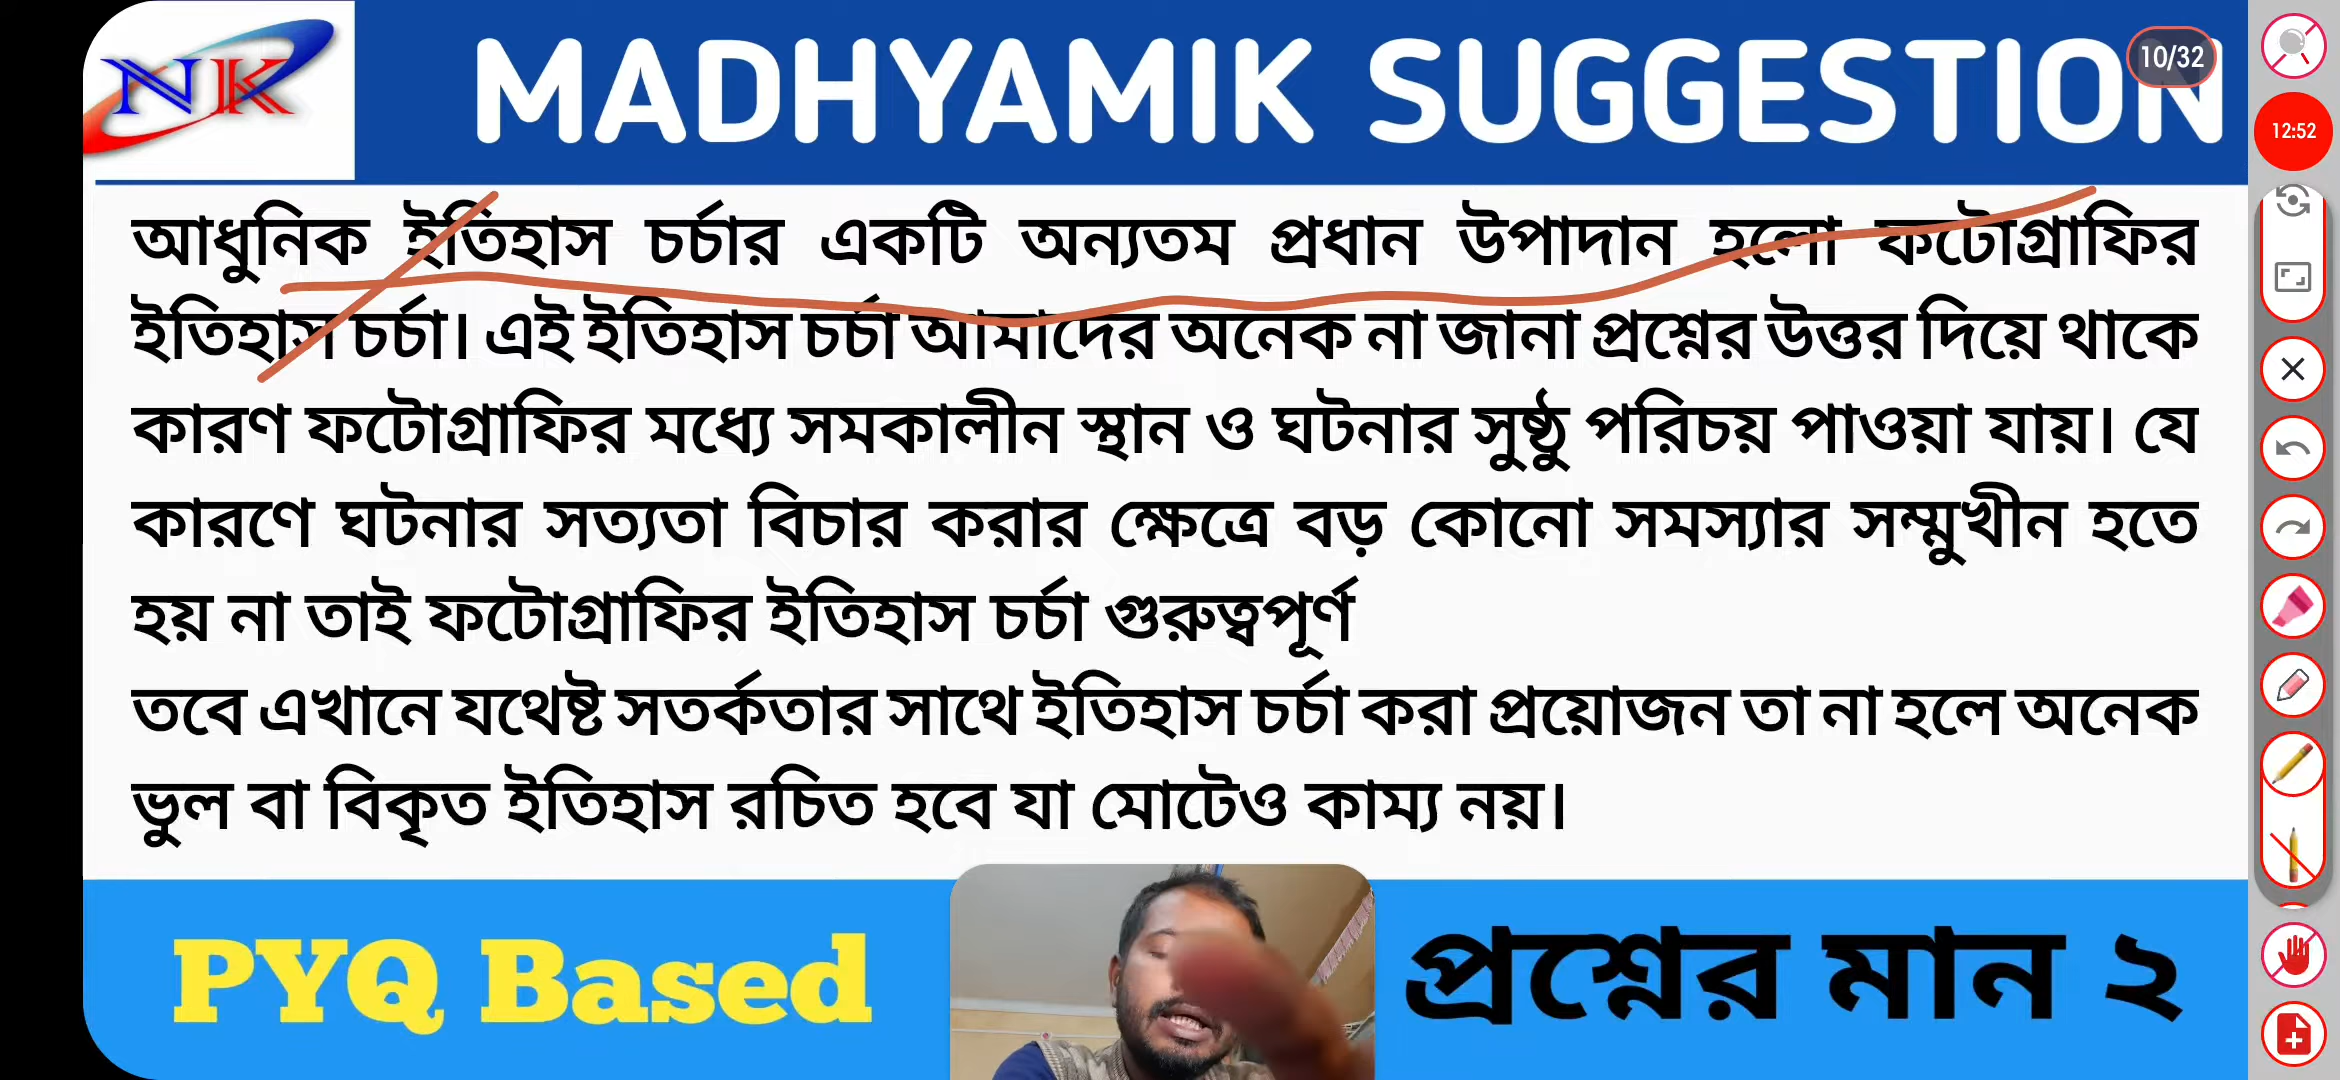 NK
MADHYAMIK SUGGESTION
10/32
12:52
আধুনিক ইতিহাস চর্চার একটি অন্যতম প্রধান উপাদান হলো ফটোগ্রাফির
ইতিহাস চর্চা। এই ইতিহাস চর্চা আমাদের অনেক না জানা প্রশ্নের উত্তর দিয়ে থাকে
কারণ ফটোগ্রাফির মধ্যে সমকালীন স্থান ও ঘটনার সুষ্ঠু পরিচয় পাওয়া যায়। যে
কারণে ঘটনার সত্যতা বিচার করার ক্ষেত্রে বড় কোনো সমস্যার সম্মুখীন হতে
হয় না তাই ফটোগ্রাফির ইতিহাস চর্চা গুরুত্বপূর্ণ
তবে এখানে যথেষ্ট সতর্কতার সাথে ইতিহাস চর্চা করা প্রয়োজন তা না হলে অনেক
ভুল বা বিকৃত ইতিহাস রচিত হবে যা মোটেও কাম্য নয়।
PYQ Based
প্রশ্নের মান ২